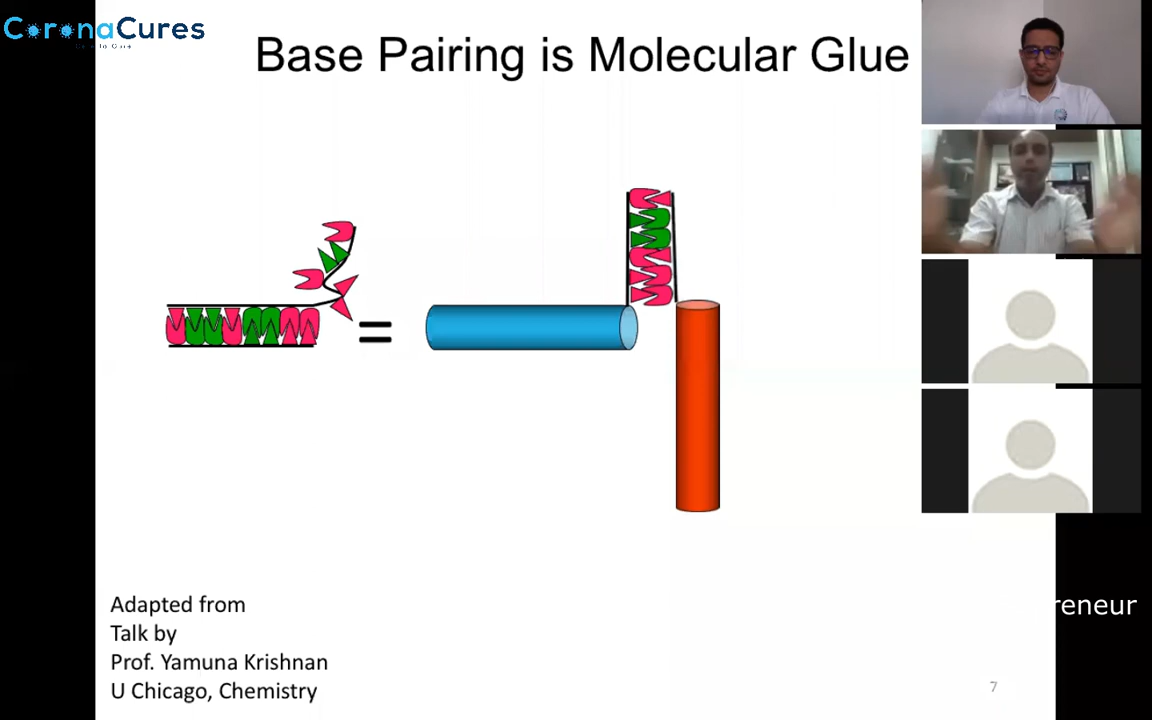 CoronaCures
Base Pairing is Molecular Glue
=
Adapted from
Talk by
Prof. Yamuna Krishnan
U Chicago, Chemistry
reneur
7